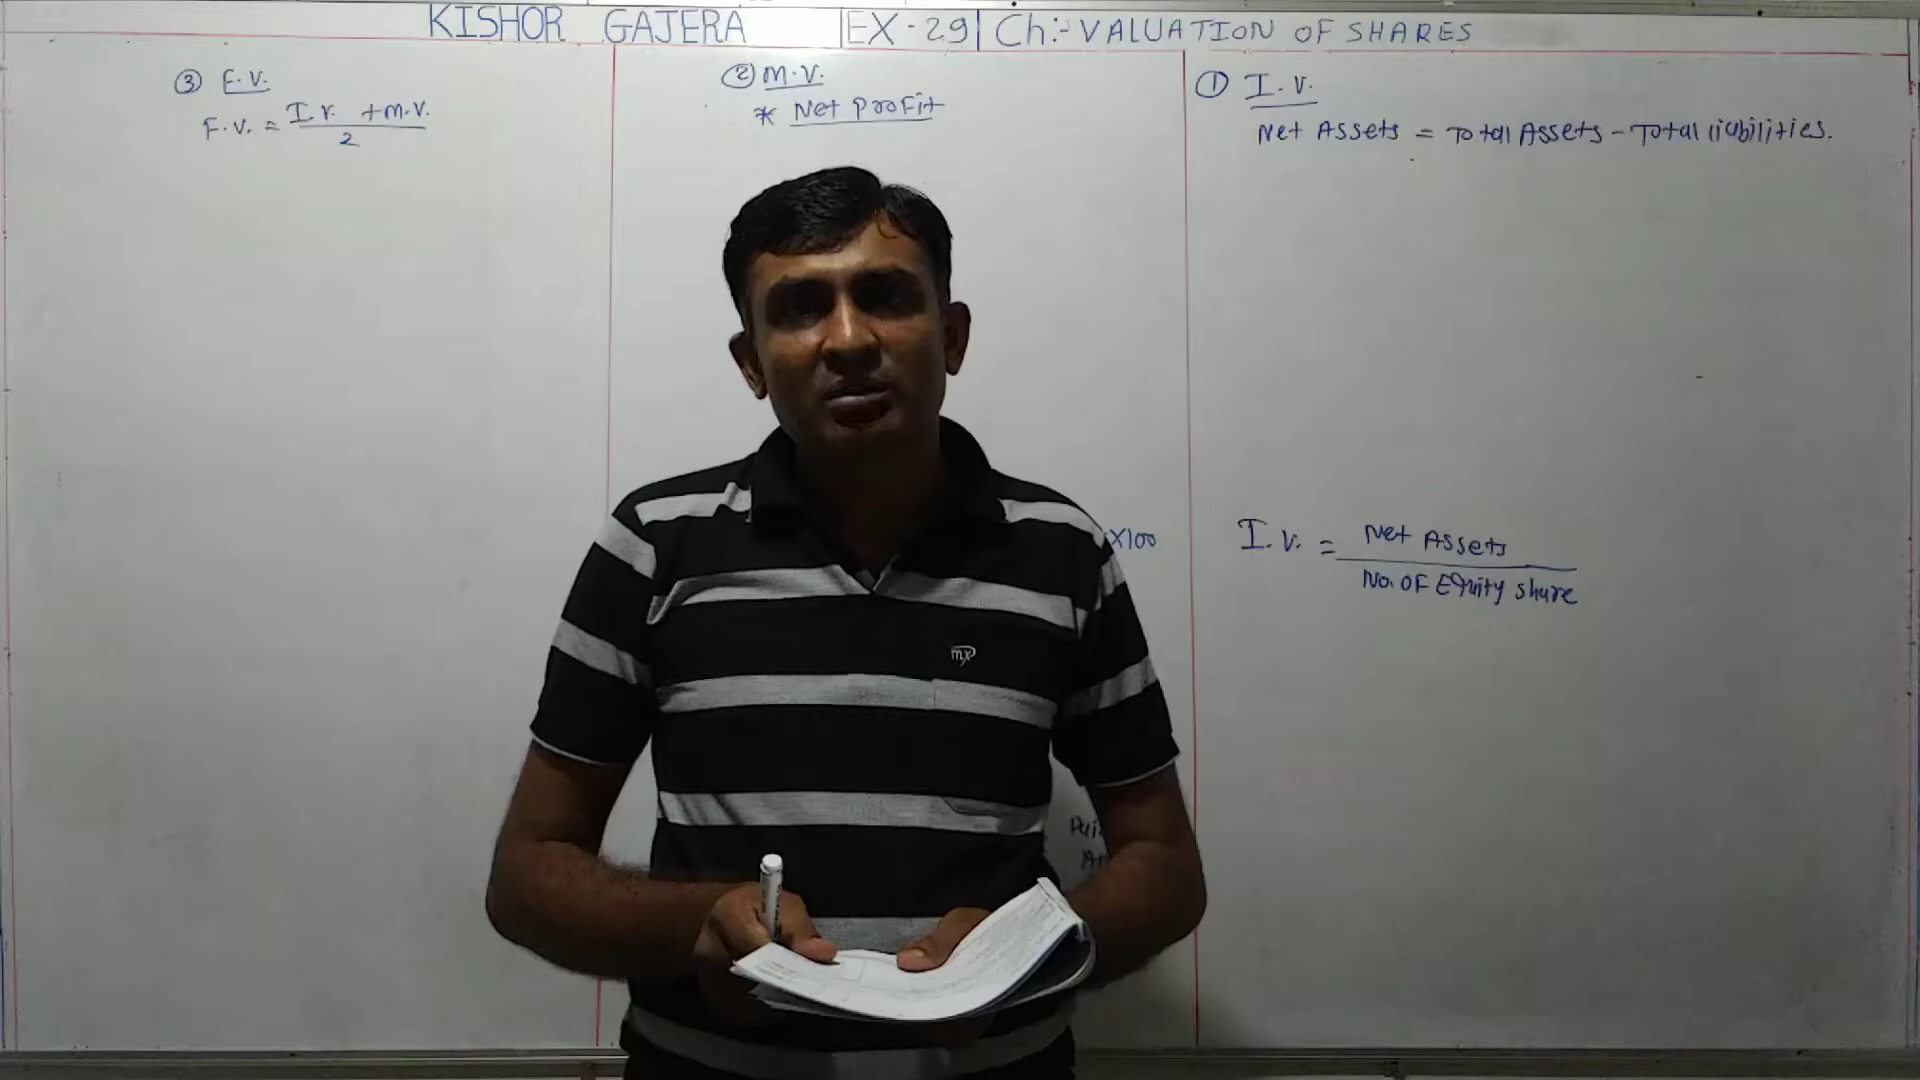 KISHOR GAJERA | EX-29 | Ch:- VALUATION OF SHARES
③ F.V.
F.V. = I.V. + M.V.
2
② M.V.
* Net Profit
X100
① I.V.
Net Assets = Total Assets - Total liabilities.
I.V. = Net Assets
No. OF Equity share
mx